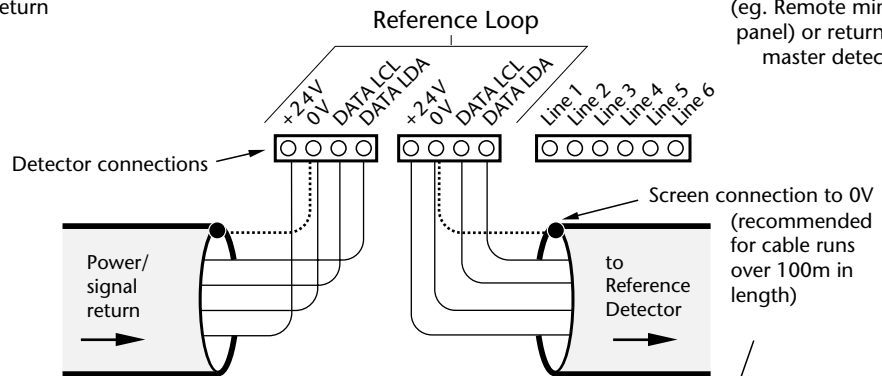 eturn
Reference Loop
(eg. Remote mi
panel) or return
master detec
+24V
0V
DATA LCL
DATA LDA
+24V
0V
DATA LCL
DATA LDA
Line 1
Line 2
Line 3
Line 4
Line 5
Line 6
Detector connections
Screen connection to 0V
(recommended
for cable runs
over 100m in
length)
Power/
signal
return
to
Reference
Detector